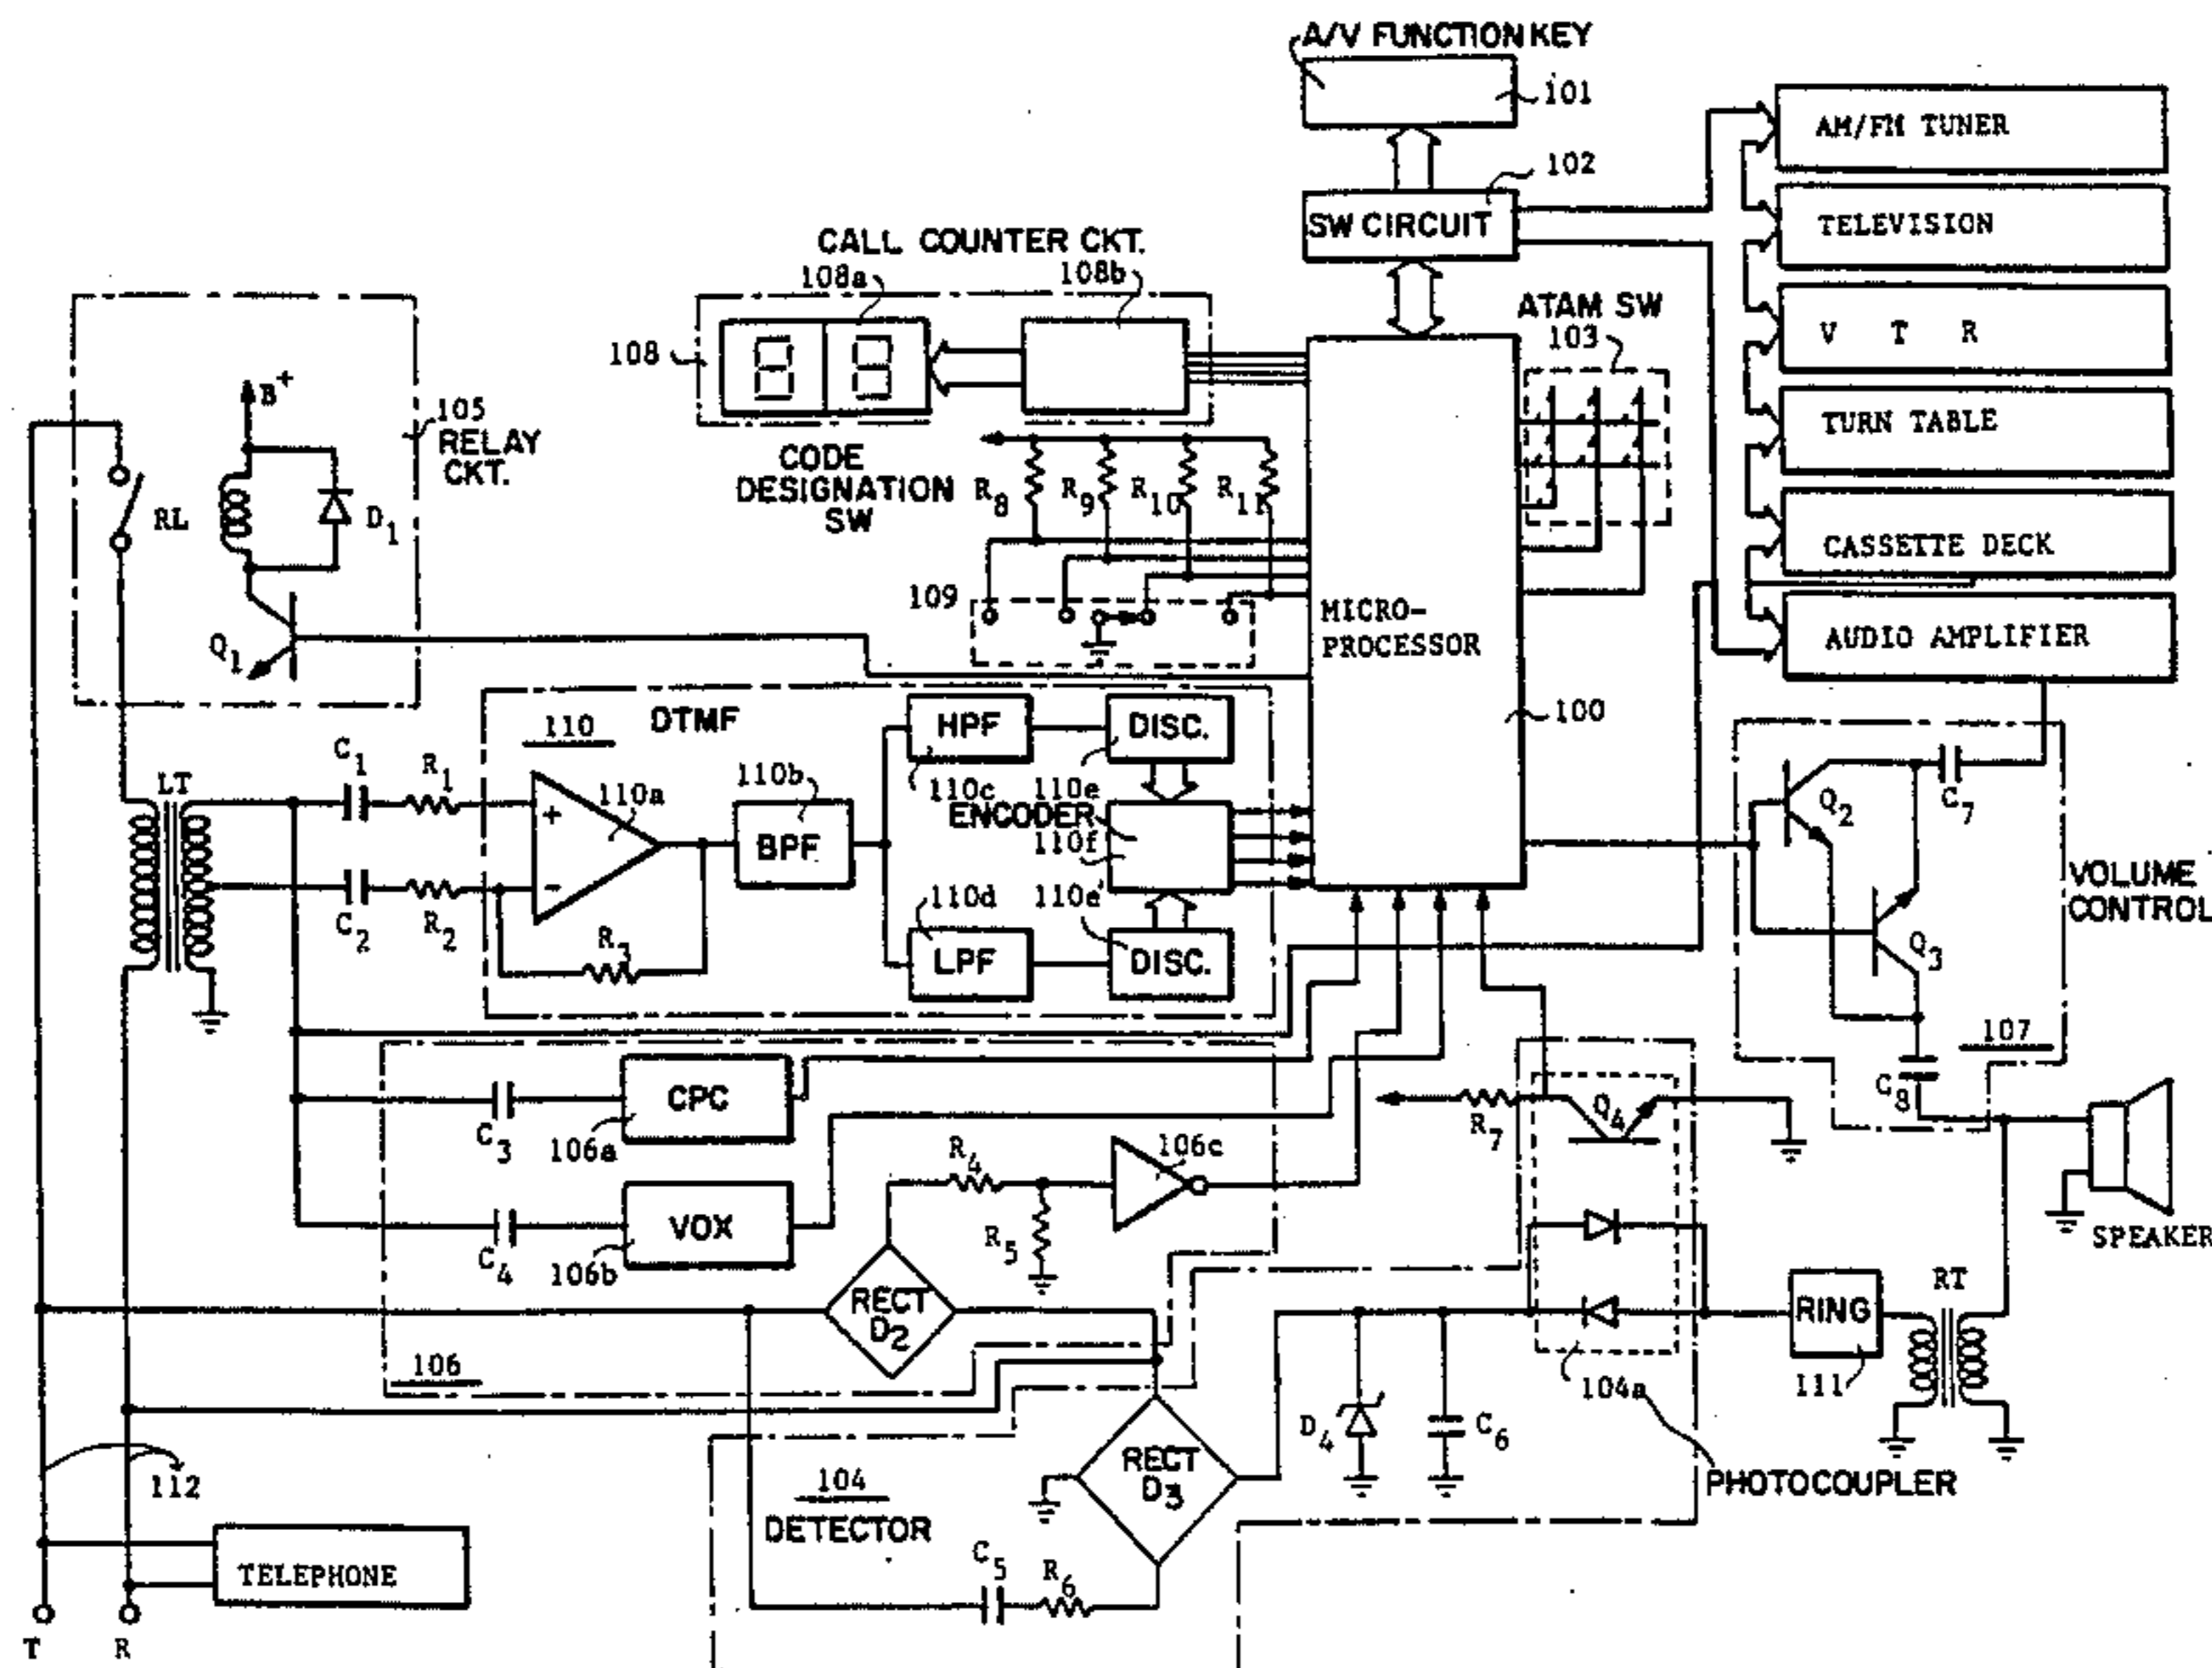 A/V FUNCTION KEY
101
102
SW CIRCUIT
AM/FM TUNER
TELEVISION
V T R
TURN TABLE
CASSETTE DECK
AUDIO AMPLIFIER
CALL COUNTER CKT.
108a
108b
108
ATAM SW
103
B+
105
RELAY
CKT.
RL
D1
Q1
CODE
DESIGNATION
SW
R8
R9
R10
R11
109
MICRO-
PROCESSOR
100
110
DTMF
HPF
DISC.
110c
110e
LT
C1
R1
110a
110b
BPF
ENCODER
110f
+
-
C2
R2
R3
110d
110e'
LPF
DISC.
Q2
C7
Q3
VOLUME
CONTROL
107
C8
CPC
C3
106a
R7
Q4
R4
106c
VOX
R5
C4
106b
SPEAKER
RECT
D2
RING
RT
106
111
104a
D4
C6
RECT
D3
PHOTOCOUPLER
112
104
DETECTOR
C5
R6
TELEPHONE
T
R